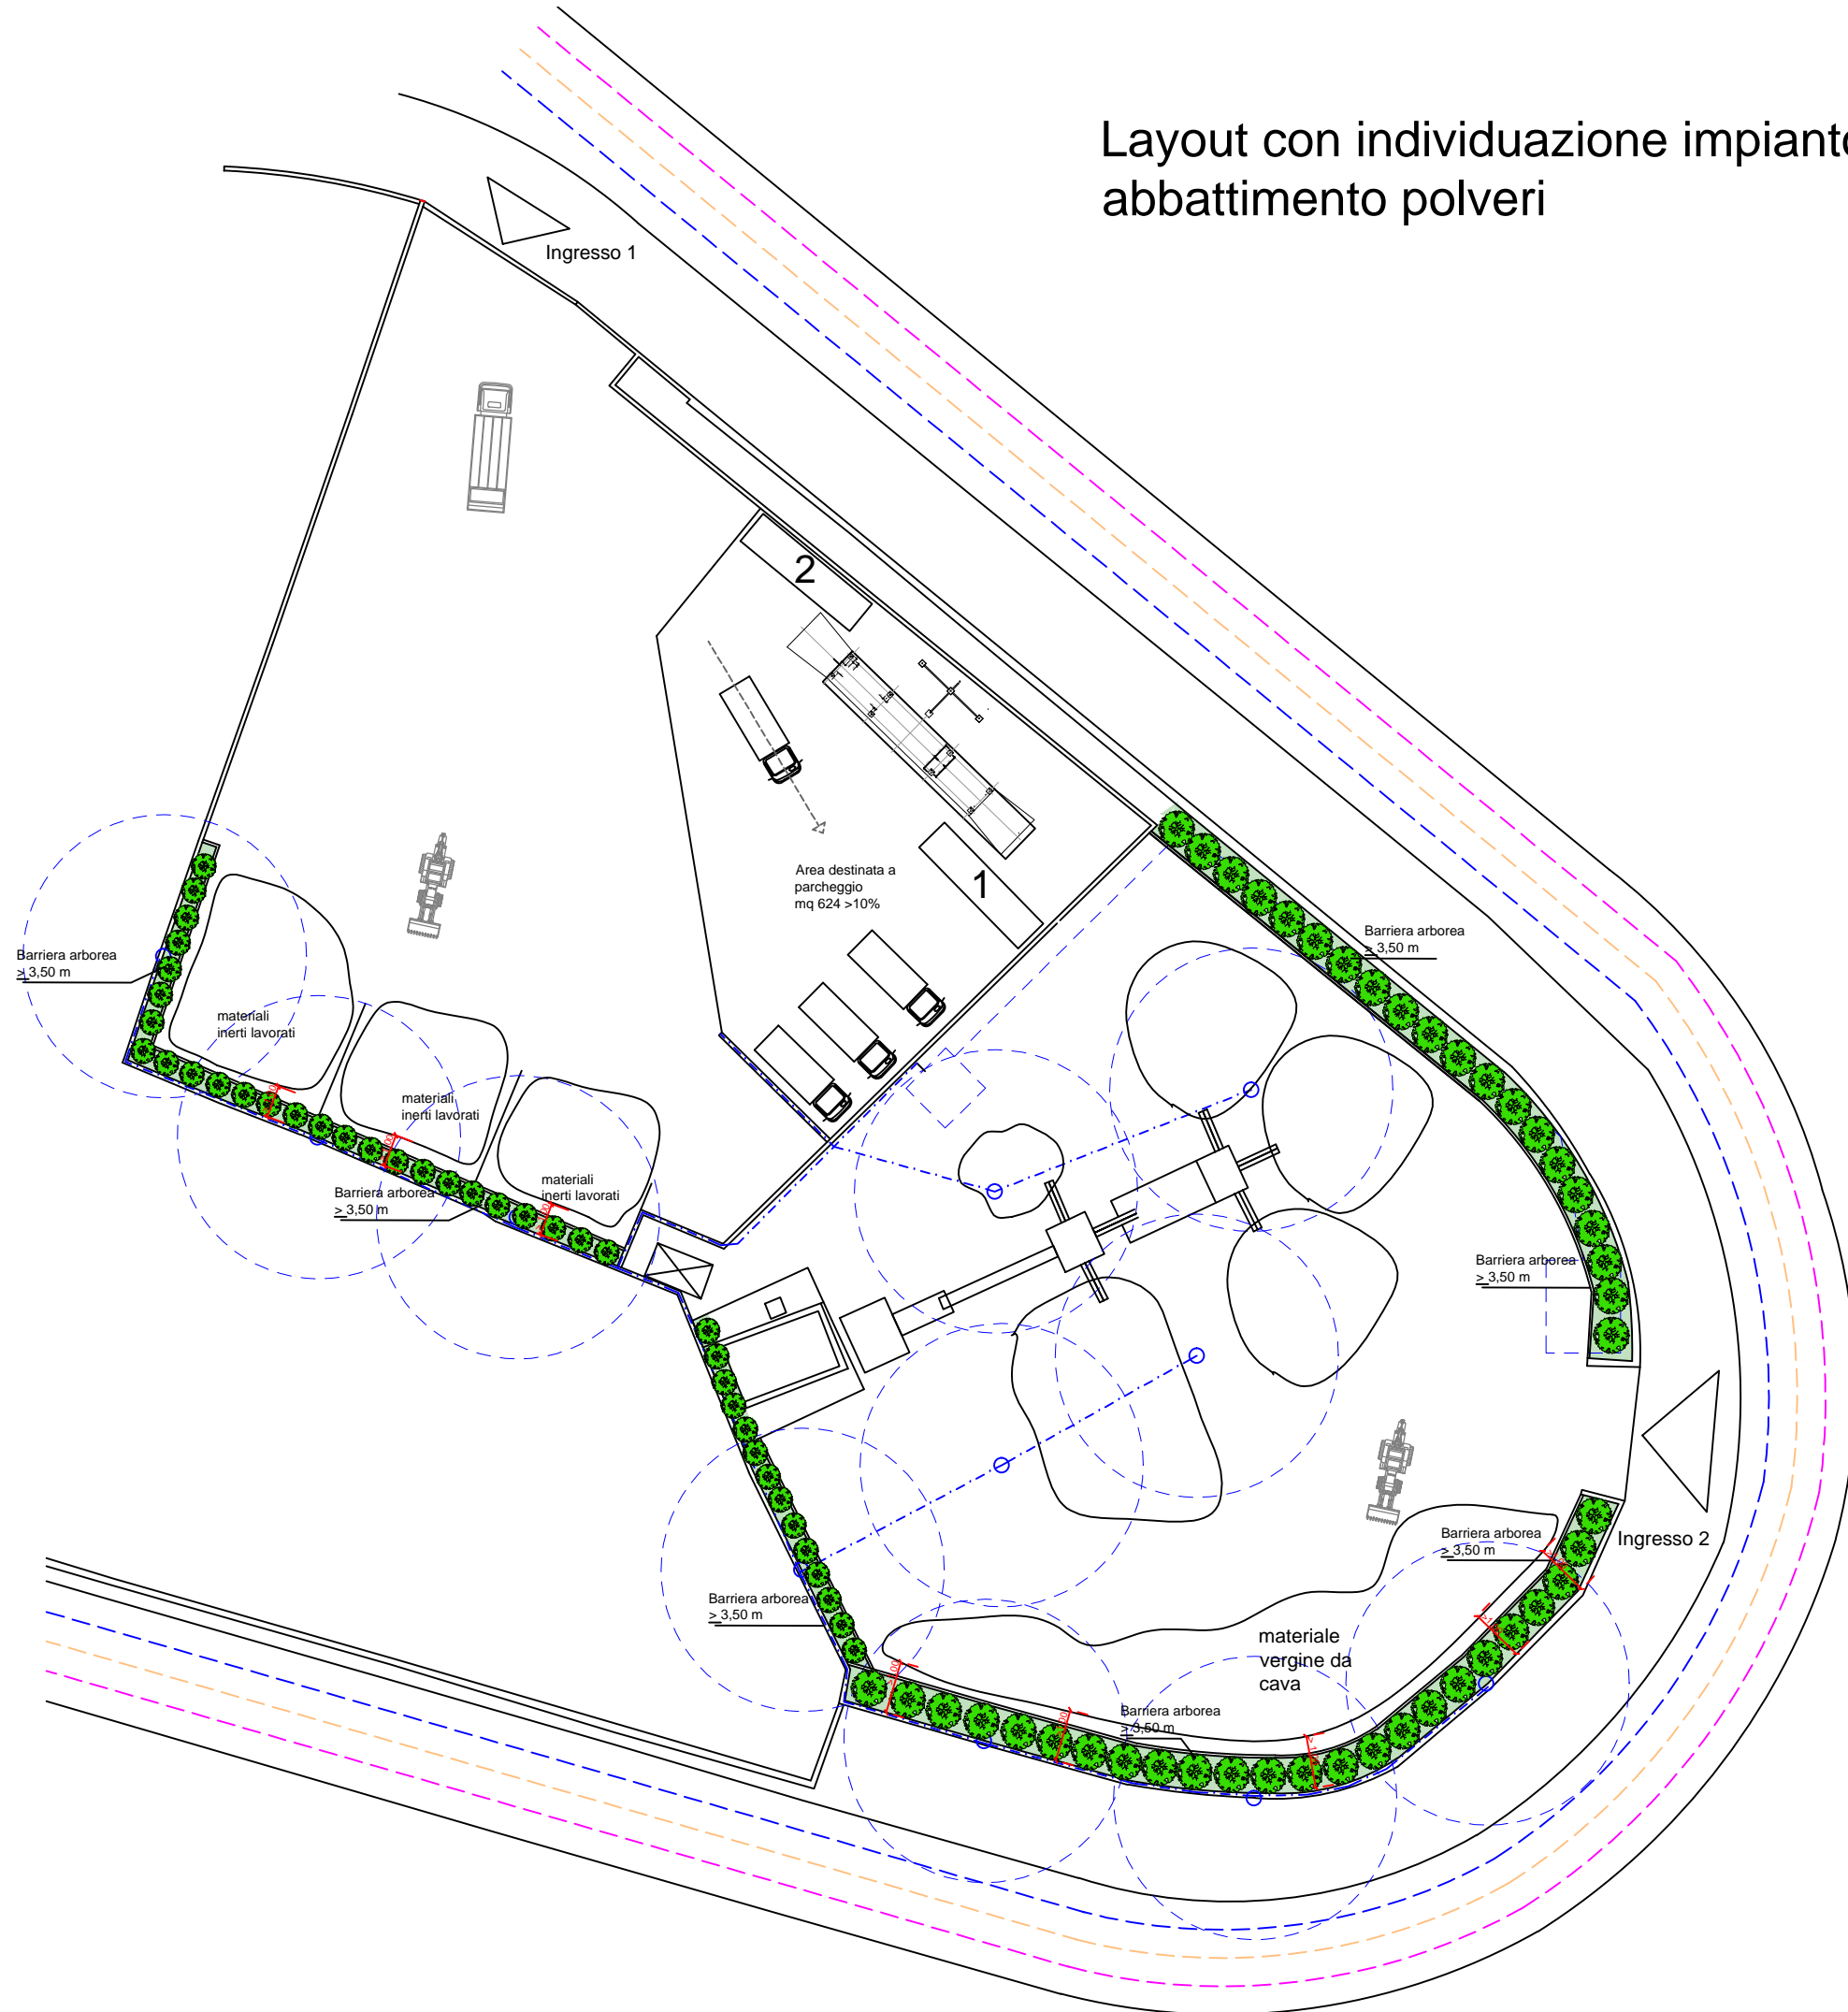 Layout con individuazione impianto
abbattimento polveri
Ingresso 1
2
Area destinata a
parcheggio
mq 624 >10%
1
Barriera arborea
> 3,50 m
Barriera arborea
> 3,50 m
materiali
inerti lavorati
materiali
inerti lavorati
materiali
inerti lavorati
Barriera arborea
> 3,50 m
Barriera arborea
> 3,50 m
Barriera arborea
> 3,50 m
Ingresso 2
Barriera arborea
> 3,50 m
materiale
vergine da
cava
Barriera arborea
> 3,50 m